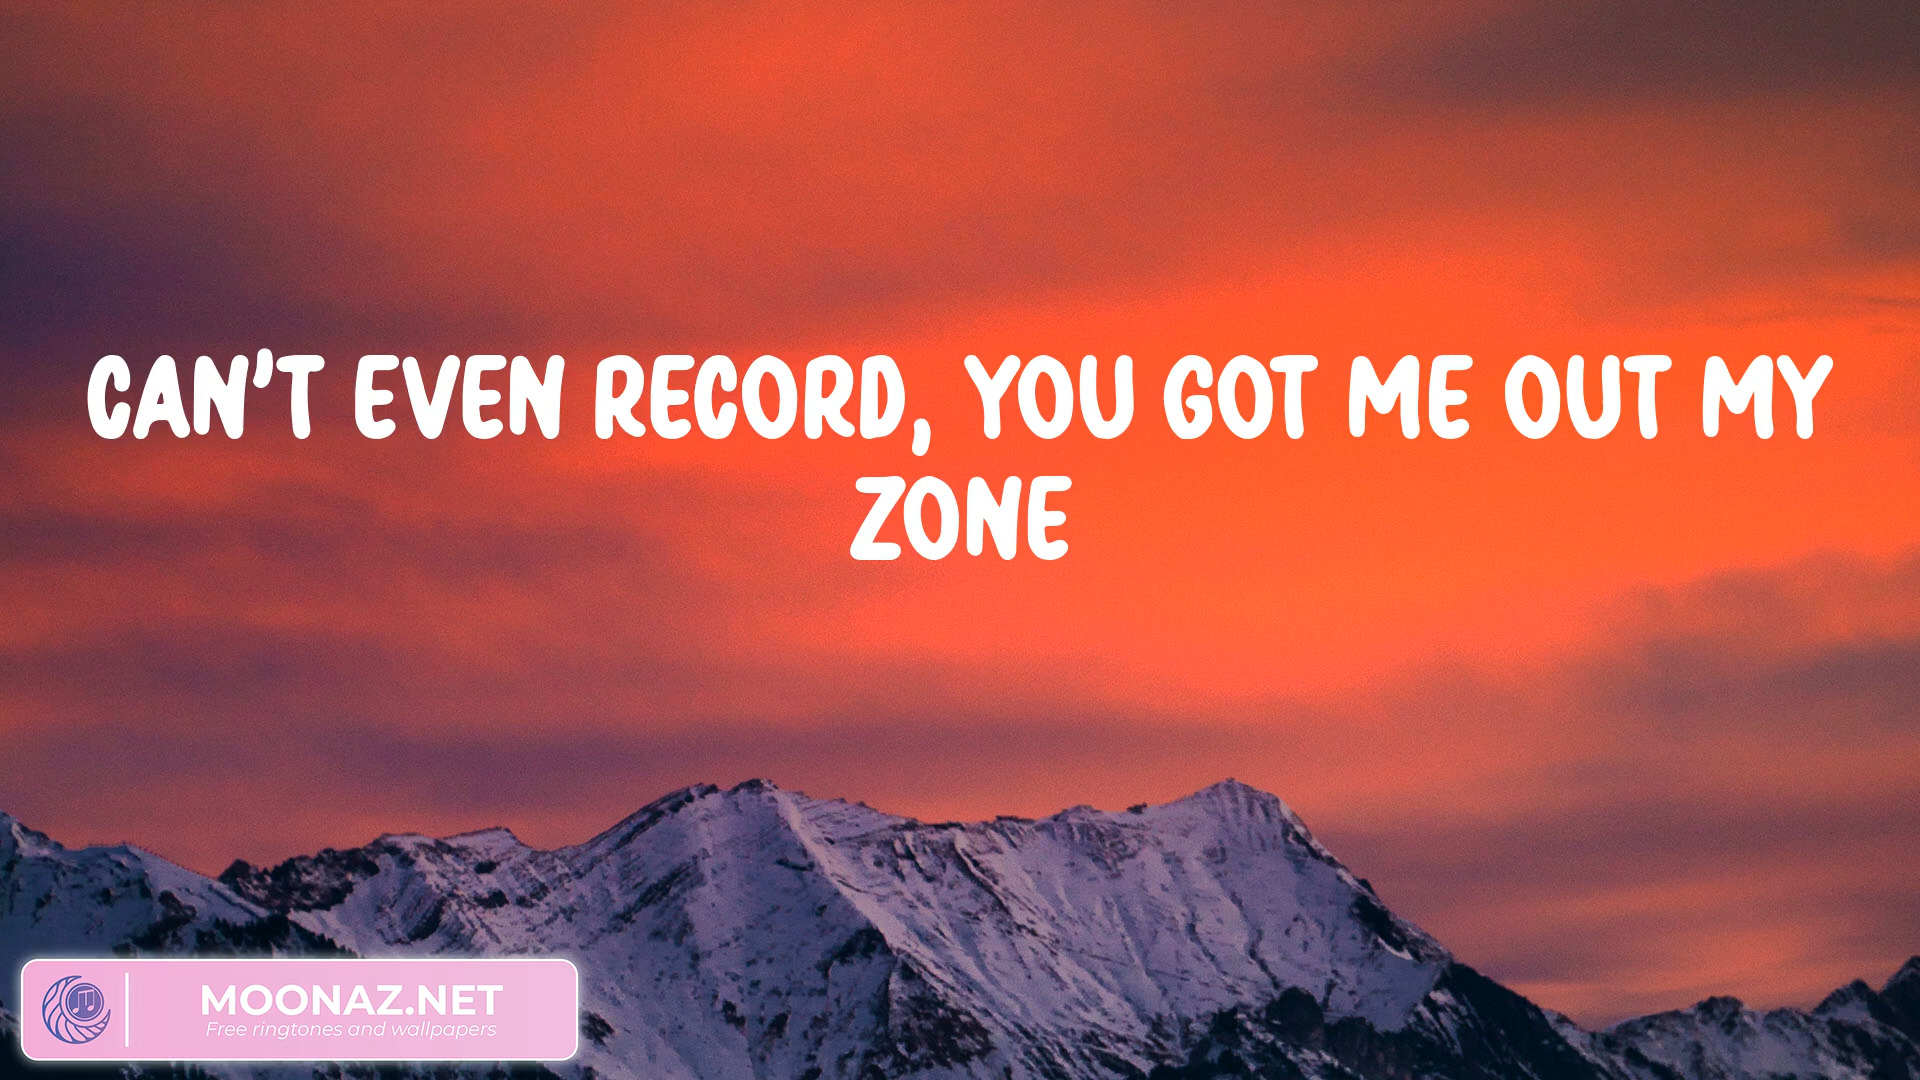 CAN'T EVEN RECORD, YOU GOT ME OUT MY
ZONE
MOONAZ.NET
Free ringtones and wallpapers